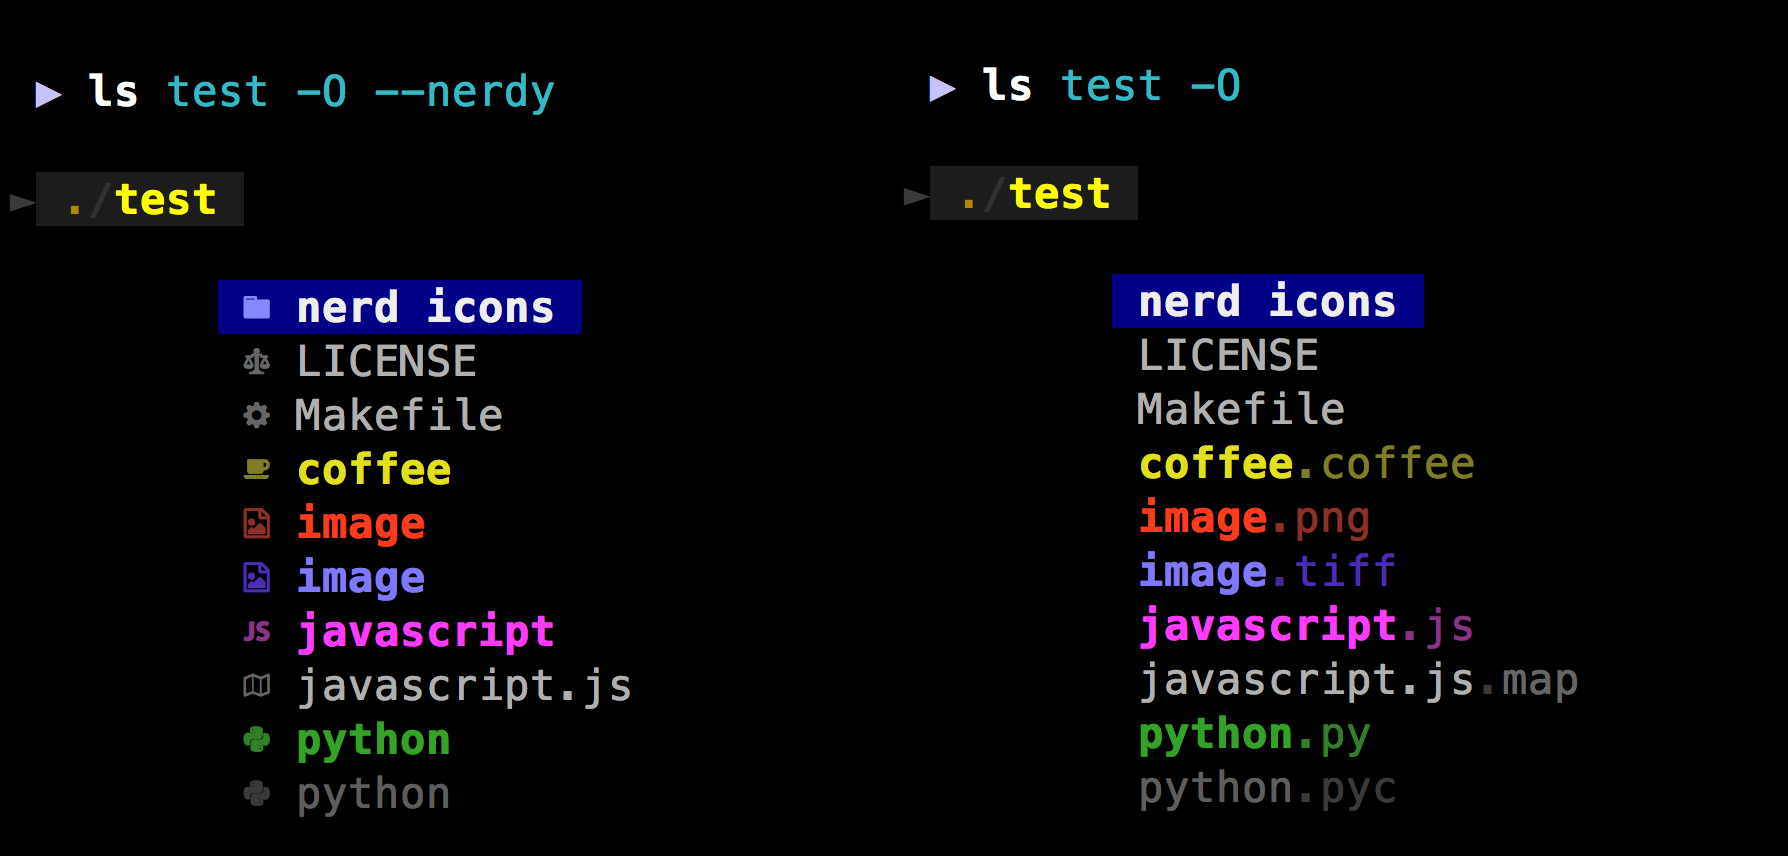 ▶ ls test -O --nerdy
► ./test
nerd icons
LICENSE
Makefile
coffee
image
image
JS javascript
javascript.js
python
python
▶ ls test -O
► ./test
nerd icons
LICENSE
Makefile
coffee.coffee
image.png
image.tiff
javascript.js
javascript.js.map
python.py
python.pyc